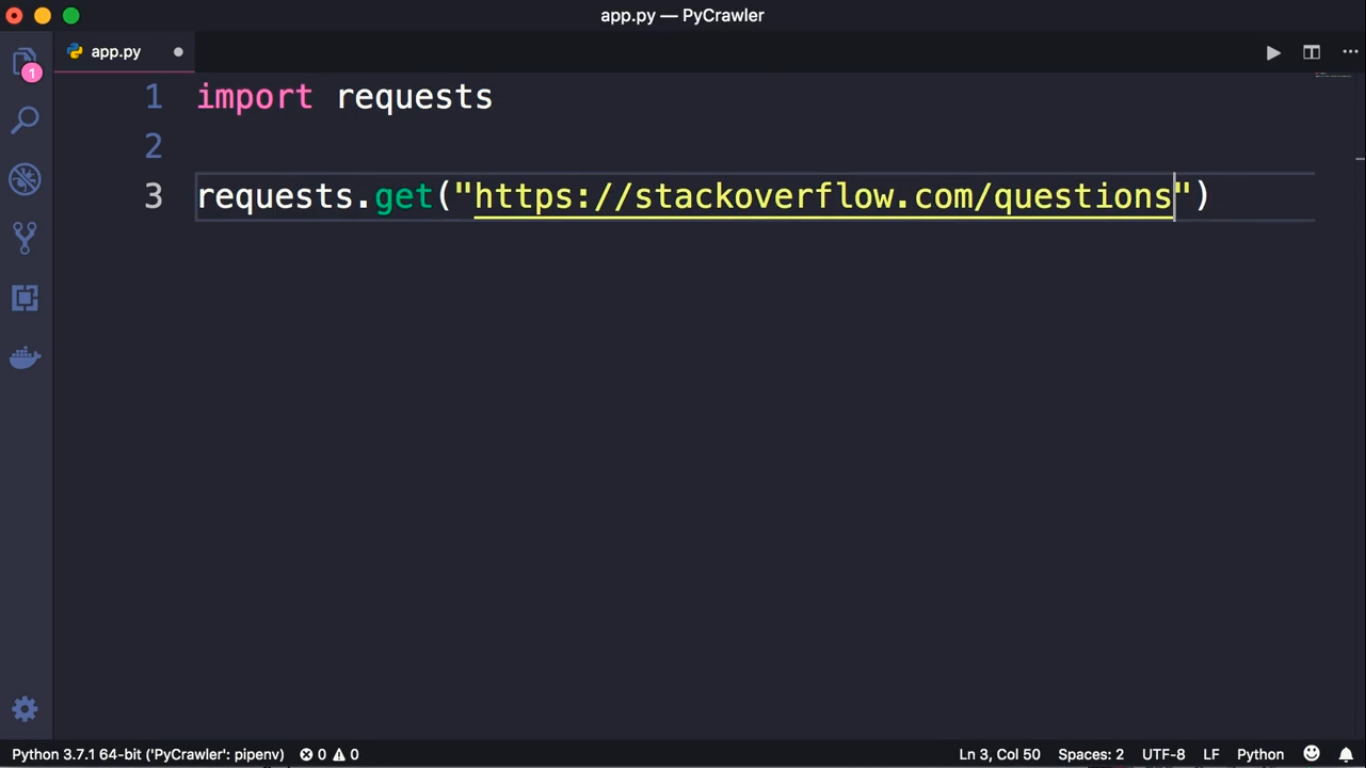 app.py — PyCrawler
app.py
1
1 import requests
2
3 requests.get("https://stackoverflow.com/questions")
Python 3.7.1 64-bit ('PyCrawler': pipenv) 0 0 Ln 3, Col 50 Spaces: 2 UTF-8 LF Python